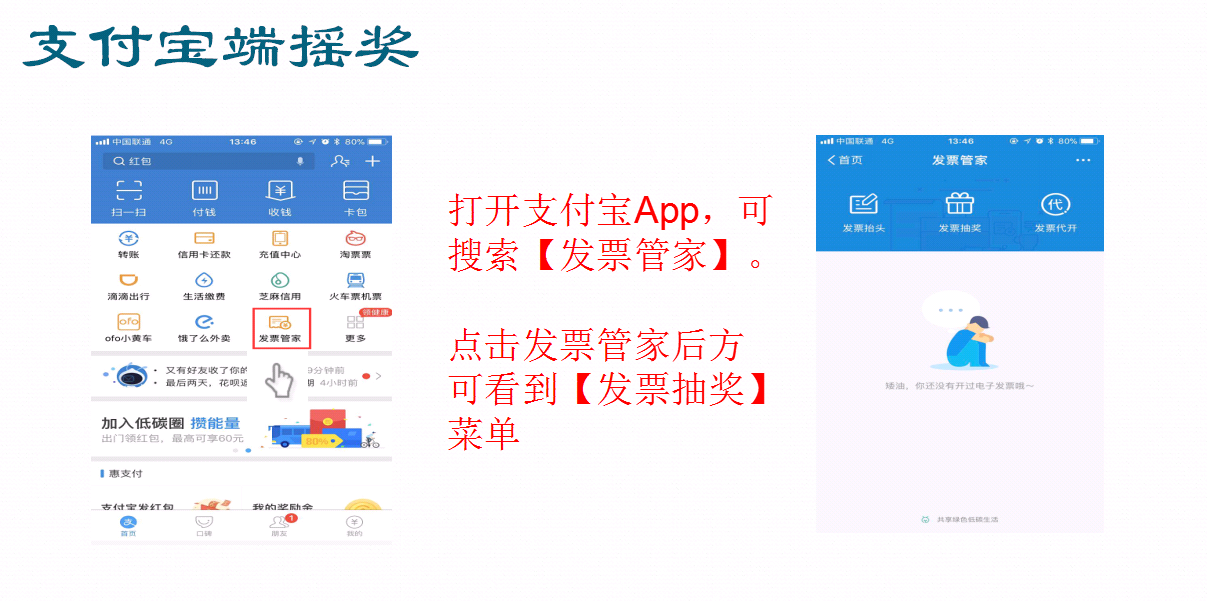 支付宝端摇奖
中国联通 4G 13:46 80%
红包
扫一扫 付钱 收钱 卡包
转账 信用卡还款 充值中心 淘票票
滴滴出行 生活缴费 芝麻信用 火车票机票
领健康
ofo
ofo小黄车 饿了么外卖 发票管家 更多
· 又有好友收了你的 9分钟前
· 最后两天，花呗返 4小时前
加入低碳圈 攒能量
出门领红包，最高可享60元
80%
惠支付
支付宝发红包 我的奖励金
1
首页 口碑 朋友 我的
打开支付宝App，可
搜索【发票管家】。
点击发票管家后方
可看到【发票抽奖】
菜单
中国联通 4G 13:46 80%
首页 发票管家
代
发票抬头 发票抽奖 发票代开
矮油，你还没有开过电子发票哦～
共享绿色低碳生活